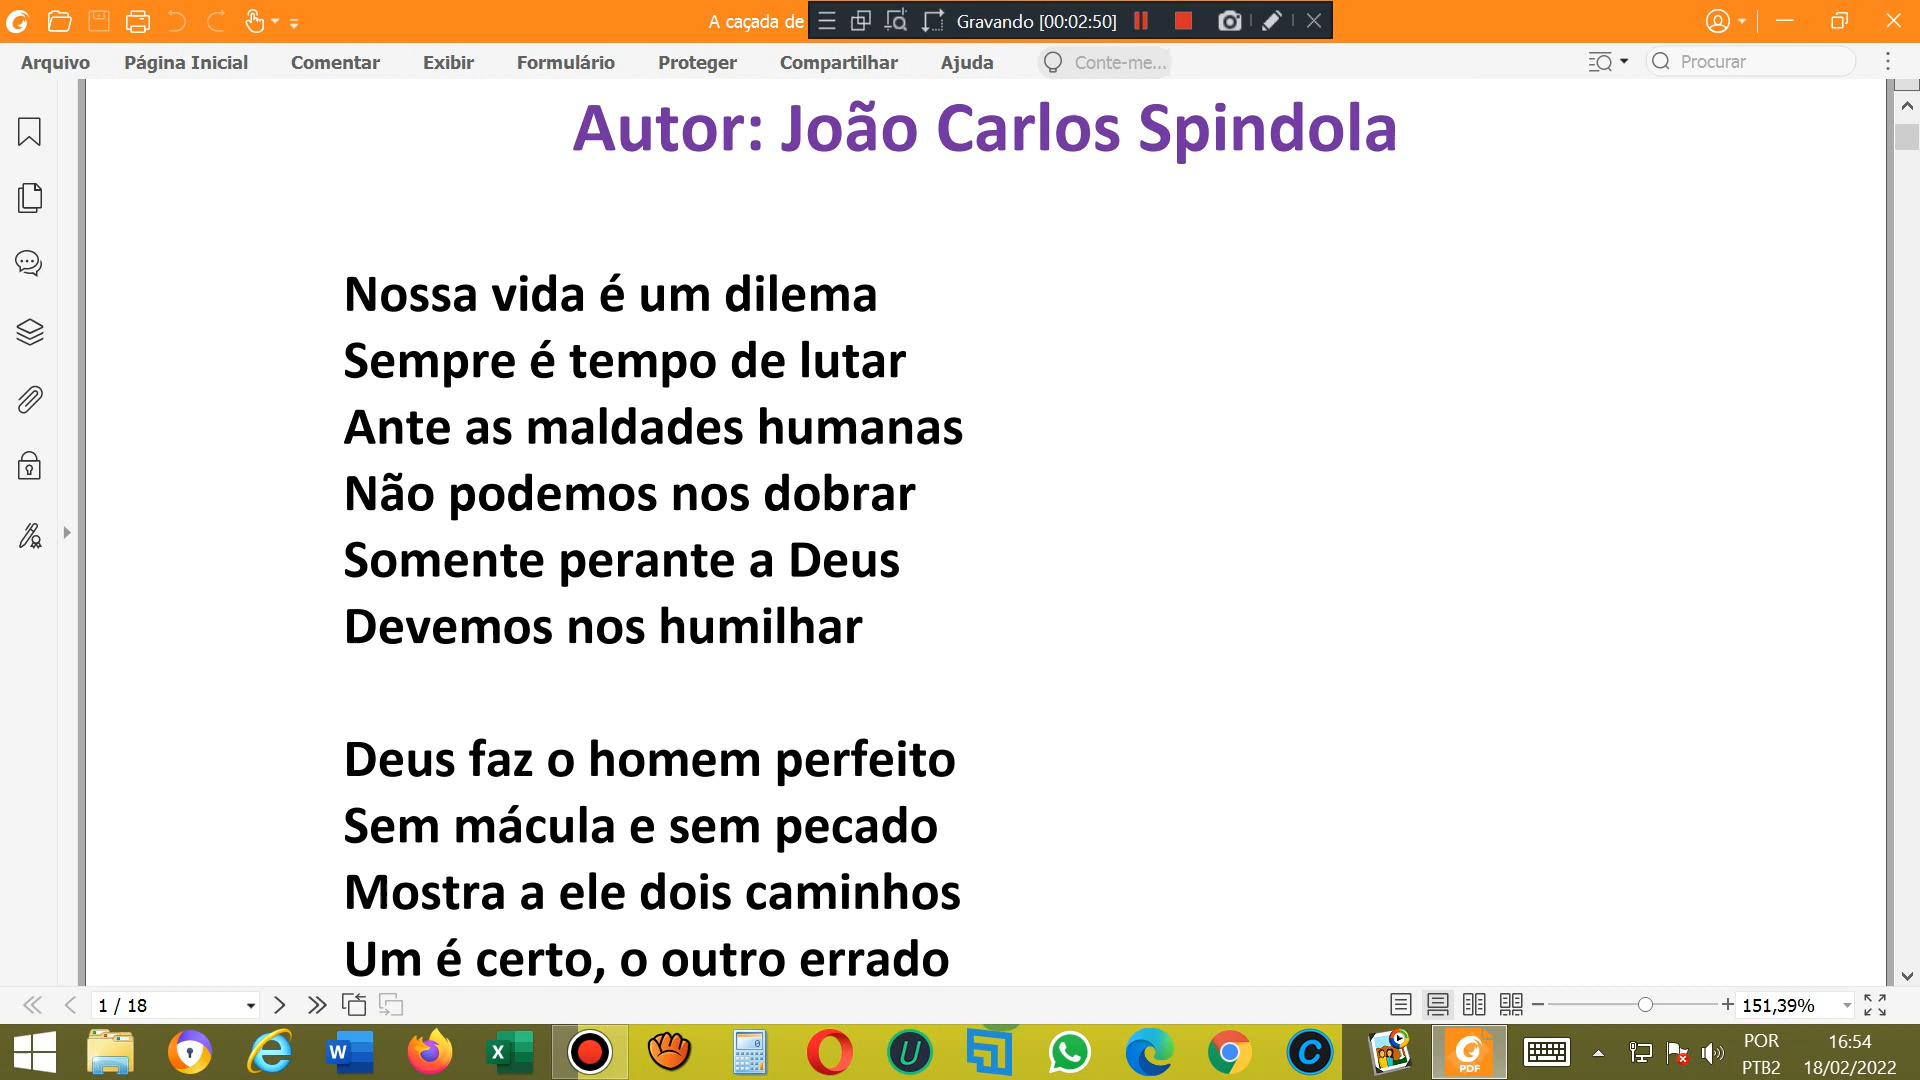 A caçada de
Gravando [00:02:50]
Arquivo Página Inicial Comentar Exibir Formulário Proteger Compartilhar Ajuda Conte-me... Procurar
Autor: João Carlos Spindola
Nossa vida é um dilema
Sempre é tempo de lutar
Ante as maldades humanas
Não podemos nos dobrar
Somente perante a Deus
Devemos nos humilhar
Deus faz o homem perfeito
Sem mácula e sem pecado
Mostra a ele dois caminhos
Um é certo, o outro errado
1 / 18
151,39%
POR 16:54
PTB2 18/02/2022